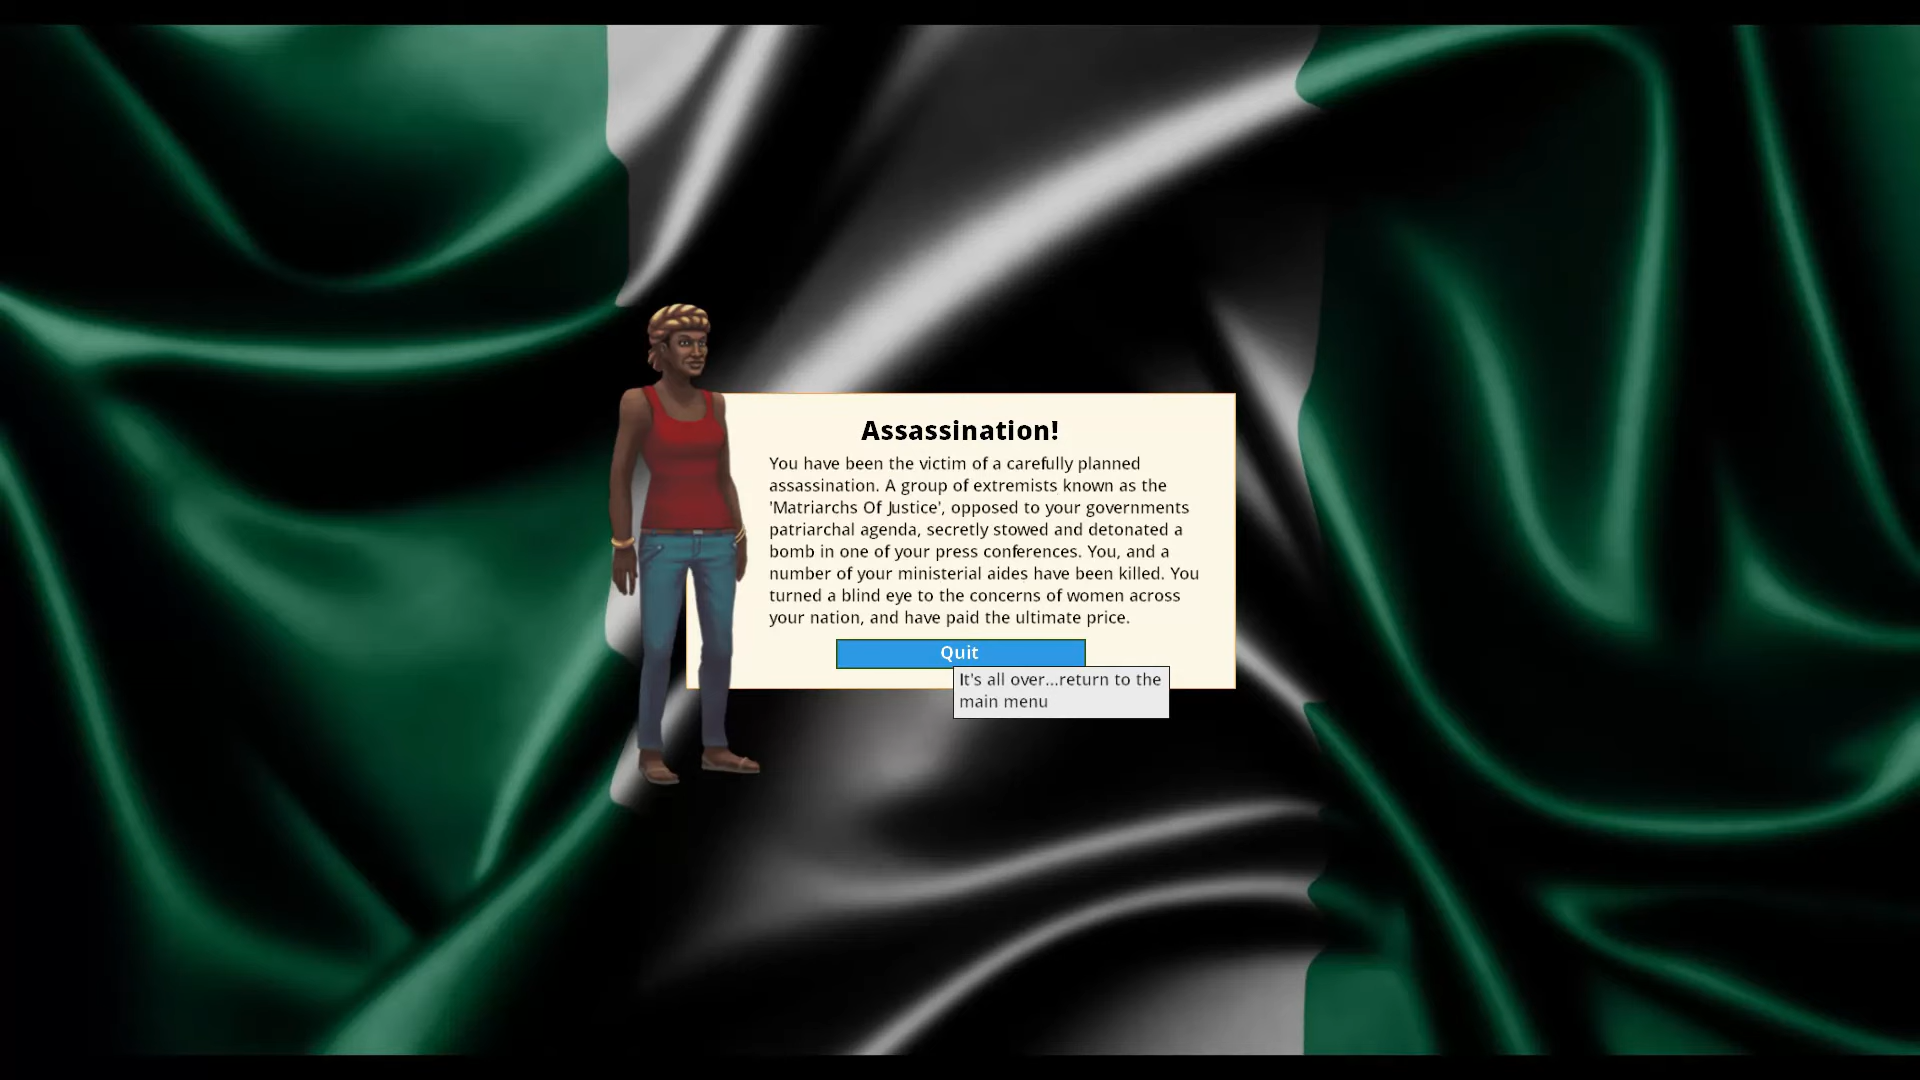 Assassination!
You have been the victim of a carefully planned
assassination. A group of extremists known as the
'Matriarchs Of Justice', opposed to your governments
patriarchal agenda, secretly stowed and detonated a
bomb in one of your press conferences. You, and a
number of your ministerial aides have been killed. You
turned a blind eye to the concerns of women across
your nation, and have paid the ultimate price.
Quit
It's all over...return to the
main menu